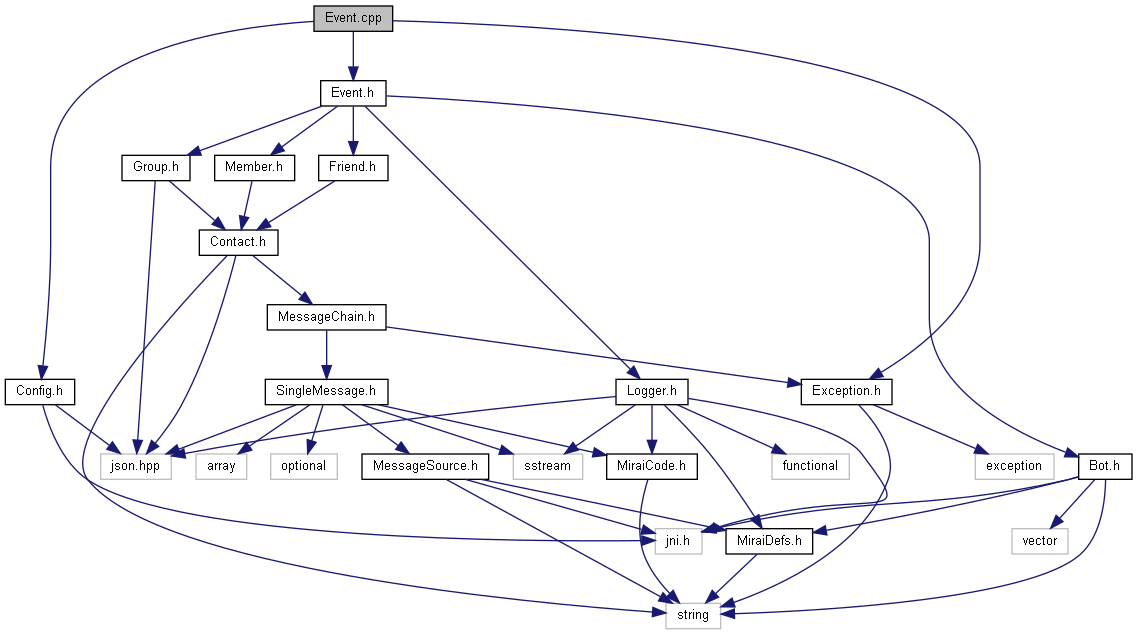 Event.cpp
Event.h
Group.h
Member.h
Friend.h
Contact.h
MessageChain.h
Config.h
SingleMessage.h
Logger.h
Exception.h
json.hpp
array
optional
MessageSource.h
sstream
MiraiCode.h
functional
exception
Bot.h
jni.h
MiraiDefs.h
vector
string